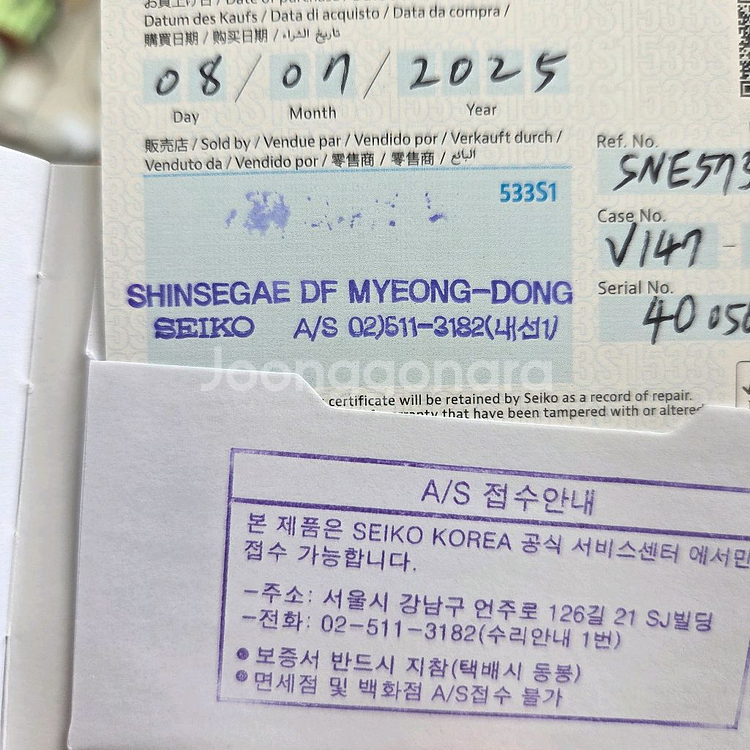 Datum des Kaufs / Data di acquisto / Data da compra /
購買日期 / 购买日期 / تاريخ الشراء /
08 / 07 / 2025
Day Month Year
販売店 / Sold by / Vendue par / Vendido por / Verkauft durch /
Venduto da / Vendido por / 零售商 / 零售商 / البائع
533S1
Ref. No.
SNE573
Case No.
V147 -
Serial No.
40 050
SHINSEGAE DF MYEONG-DONG
SEIKO A/S 02)511-3182(내선1)
Joonggonara
certificate will be retained by Seiko as a record of repair.
that have been tampered with or altered
A/S 접수안내
본 제품은 SEIKO KOREA 공식 서비스센터 에서만
접수 가능합니다.
-주소: 서울시 강남구 언주로 126길 21 SJ빌딩
-전화: 02-511-3182(수리안내 1번)
● 보증서 반드시 지참(택배시 동봉)
● 면세점 및 백화점 A/S접수 불가